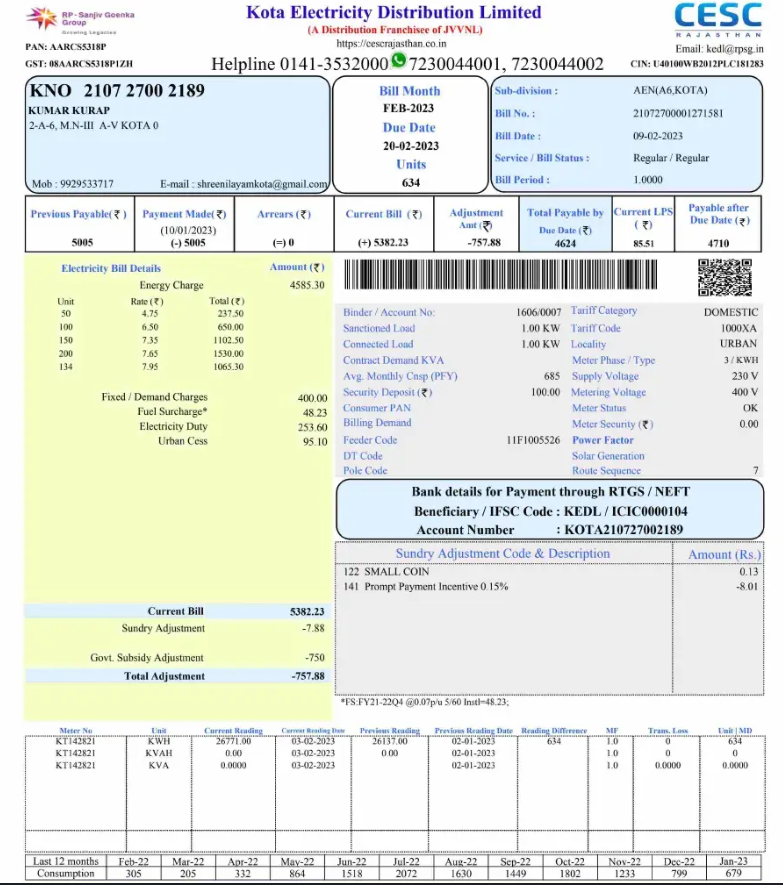 RP - Sanjiv Goenka
Group
Growing Legacies
PAN: AARCS5318P
GST: 08AARCS5318P1ZH
Kota Electricity Distribution Limited
(A Distribution Franchisee of JVVNL)
https://cescrajasthan.co.in
Helpline 0141-3532000 7230044001, 7230044002
CESC
RAJASTHAN
Email: kedl@rpsg.in
CIN: U40100WB2012PLC181283
KNO 2107 2700 2189
KUMAR KURAP
2-A-6, M.N-III A-V KOTA 0
Mob : 9929533717 E-mail : shreenilayamkota@gmail.com
Bill Month
FEB-2023
Due Date
20-02-2023
Units
634
Sub-division : AEN(A6,KOTA)
Bill No. : 21072700001271581
Bill Date : 09-02-2023
Service / Bill Status : Regular / Regular
Bill Period : 1.0000
Previous Payable(₹)
5005
Payment Made(₹)
(10/01/2023)
(-) 5005
Arrears (₹)
(=) 0
Current Bill (₹)
(+) 5382.23
Adjustment
Amt (₹)
-757.88
Total Payable by
Due Date (₹)
4624
Current LPS
(₹)
85.51
Payable after
Due Date (₹)
4710
Electricity Bill Details Amount (₹)
Energy Charge 4585.30
Unit Rate (₹) Total (₹)
50 4.75 237.50
100 6.50 650.00
150 7.35 1102.50
200 7.65 1530.00
134 7.95 1065.30
Fixed / Demand Charges 400.00
Fuel Surcharge* 48.23
Electricity Duty 253.60
Urban Cess 95.10
Current Bill 5382.23
Sundry Adjustment -7.88
Govt. Subsidy Adjustment -750
Total Adjustment -757.88
Binder / Account No: 1606/0007 Tariff Category DOMESTIC
Sanctioned Load 1.00 KW Tariff Code 1000XA
Connected Load 1.00 KW Locality URBAN
Contract Demand KVA Meter Phase / Type 3 / KWH
Avg. Monthly Cnsp (PFY) 685 Supply Voltage 230 V
Security Deposit (₹) 100.00 Metering Voltage 400 V
Consumer PAN Meter Status OK
Billing Demand Meter Security (₹) 0.00
Feeder Code 11F1005526 Power Factor
DT Code Solar Generation
Pole Code Route Sequence 7
Bank details for Payment through RTGS / NEFT
Beneficiary / IFSC Code : KEDL / ICIC0000104
Account Number : KOTA210727002189
Sundry Adjustment Code & Description Amount (Rs.)
122 SMALL COIN 0.13
141 Prompt Payment Incentive 0.15% -8.01
*FS:FY21-22Q4 @0.07p/u 5/60 Instl=48.23;
Meter No Unit Current Reading Current Reading Date Previous Reading Previous Reading Date Reading Difference MF Trans. Loss Unit | MD
KT142821 KWH 26771.00 03-02-2023 26137.00 02-01-2023 634 1.0 0 634
KT142821 KVAH 0.00 03-02-2023 0.00 02-01-2023 1.0 0 0
KT142821 KVA 0.0000 03-02-2023 02-01-2023 1.0 0.0000 0.0000
Last 12 months Feb-22 Mar-22 Apr-22 May-22 Jun-22 Jul-22 Aug-22 Sep-22 Oct-22 Nov-22 Dec-22 Jan-23
Consumption 305 205 332 864 1518 2072 1630 1449 1802 1233 799 679